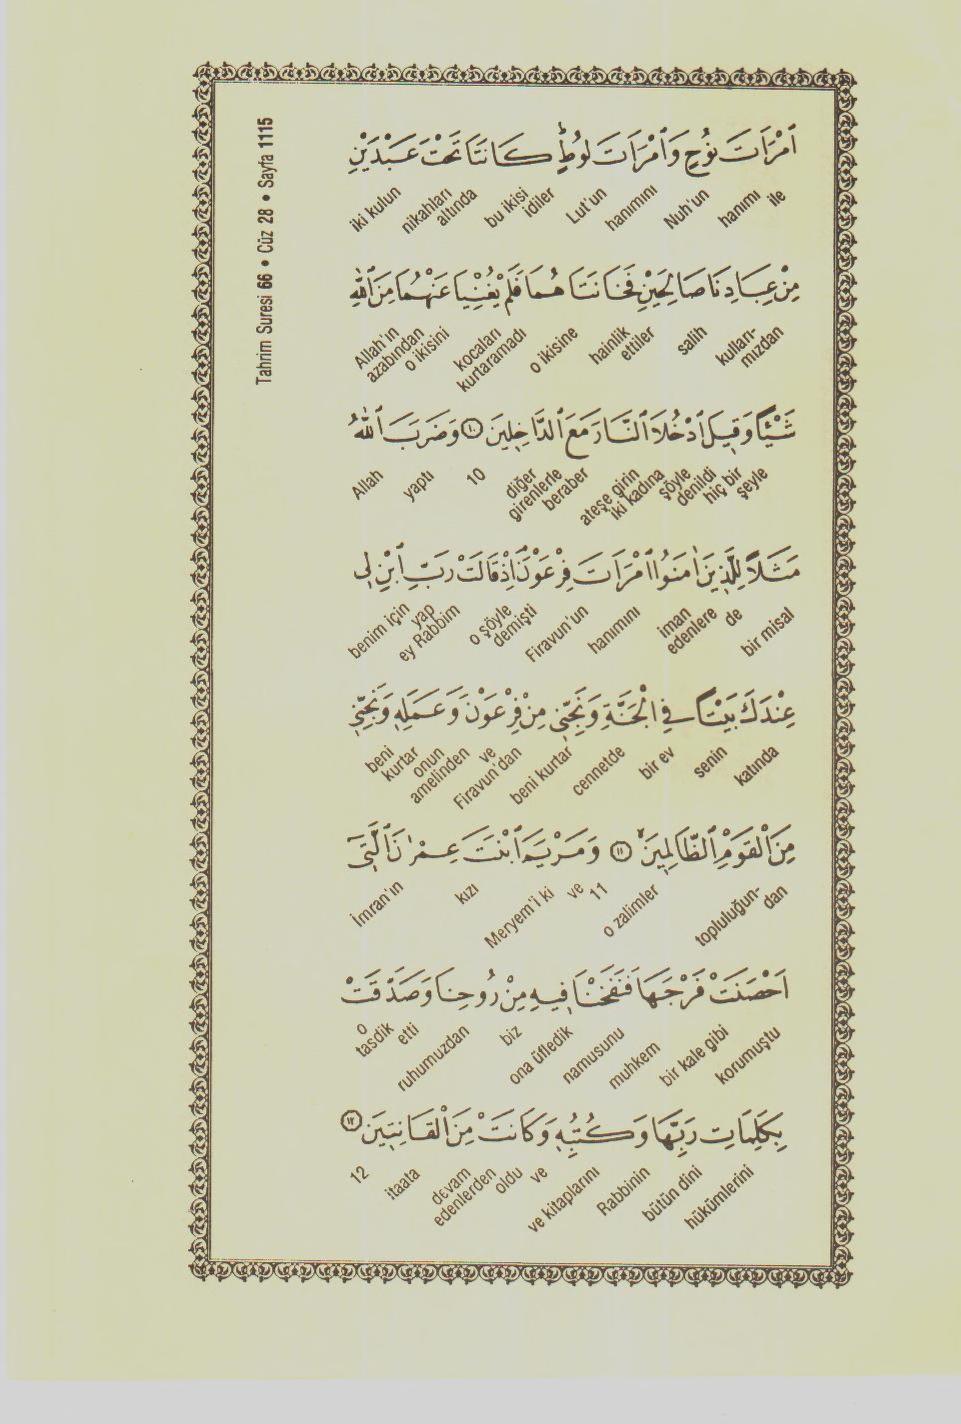 Tahrim Suresi 66 • Cüz 28 • Sayfa 1115
اَمْرَاَتَ نُوحٍ وَاَمْرَاَتَ لُوطٍ كَانَتَا تَحْتَ عَبْدَيْنِ
ile hanımı Nuh'un hanımını Lut'un idiler bu ikisi altında nikahları iki kulun
مِنْ عِبَادِنَا صَالِحَيْنِ فَخَانَتَاهُمَا فَلَمْ يُغْنِيَا عَنْهُمَا مِنَ اللّٰهِ
kulları- mızdan salih hainlik ettiler o ikisine kocaları kurtaramadı o ikisini Allah'ın azabından
شَيْئًا وَقِيلَ ادْخُلَا النَّارَ مَعَ الدَّاخِلِينَ ﴿١٠﴾ وَضَرَبَ اللّٰهُ
hiç bir şeyle şöyle denildi iki kadına ateşe girin beraber diğer girenlerle 10 yaptı Allah
مَثَلًا لِلَّذِينَ اٰمَنُوا امْرَاَتَ فِرْعَوْنَ اِذْ قَالَتْ رَبِّ ابْنِ لِي
bir misal de iman edenlere hanımını Firavun'un o şöyle demişti ey Rabbim yap benim için
عِنْدَكَ بَيْتًا فِي الْجَنَّةِ وَنَجِّنِي مِنْ فِرْعَوْنَ وَعَمَلِهِ وَنَجِّنِي
katında senin bir ev cennetde beni kurtar Firavun'dan ve onun amelinden kurtar beni
مِنَ الْقَوْمِ الظَّالِمِينَ ﴿١١﴾ وَمَرْيَمَ ابْنَتَ عِمْرٰنَ الَّتِٓي
topluluğun- dan o zalimler 11 ve Meryem'i ki kızı İmran'ın
اَحْصَنَتْ فَرْجَهَا فَنَفَخْنَا فِيهِ مِنْ رُوحِنَا وَصَدَّقَتْ
korumuştu bir kale gibi muhkem namusunu ona üfledik biz ruhumuzdan etti o tasdik
بِكَلِمَاتِ رَبِّهَا وَكُتُبِهِ وَكَانَتْ مِنَ الْقَانِتِينَ ﴿١٢﴾
hükümlerini bütün dini Rabbinin ve kitaplarını ve oldu devam edenlerden itaata 12